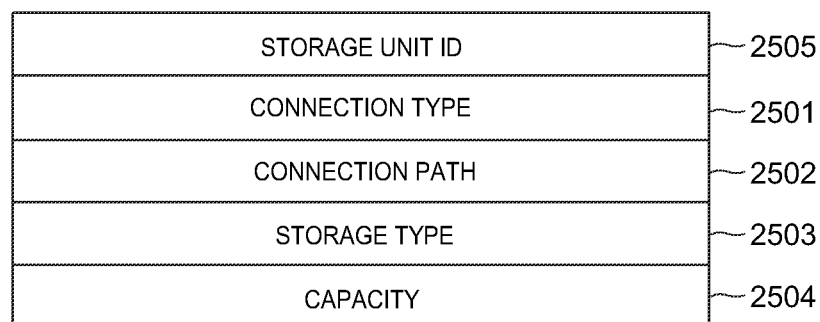 STORAGE UNIT ID 2505
CONNECTION TYPE 2501
CONNECTION PATH 2502
STORAGE TYPE 2503
CAPACITY 2504